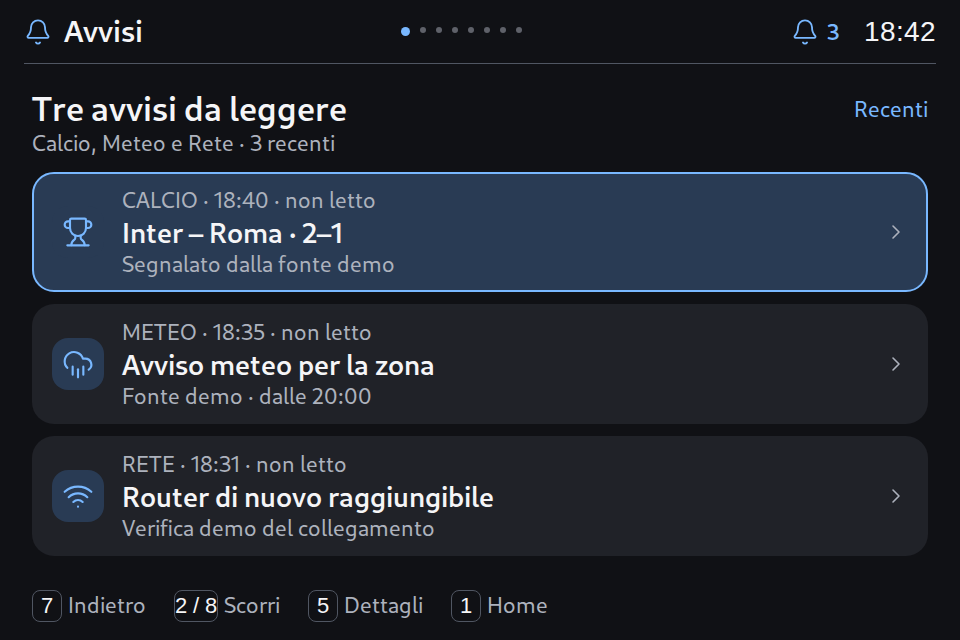 Avvisi
3 18:42
Tre avvisi da leggere
Recenti
Calcio, Meteo e Rete · 3 recenti
CALCIO · 18:40 · non letto
Inter – Roma · 2–1
Segnalato dalla fonte demo
METEO · 18:35 · non letto
Avviso meteo per la zona
Fonte demo · dalle 20:00
RETE · 18:31 · non letto
Router di nuovo raggiungibile
Verifica demo del collegamento
7 Indietro 2 / 8 Scorri 5 Dettagli 1 Home